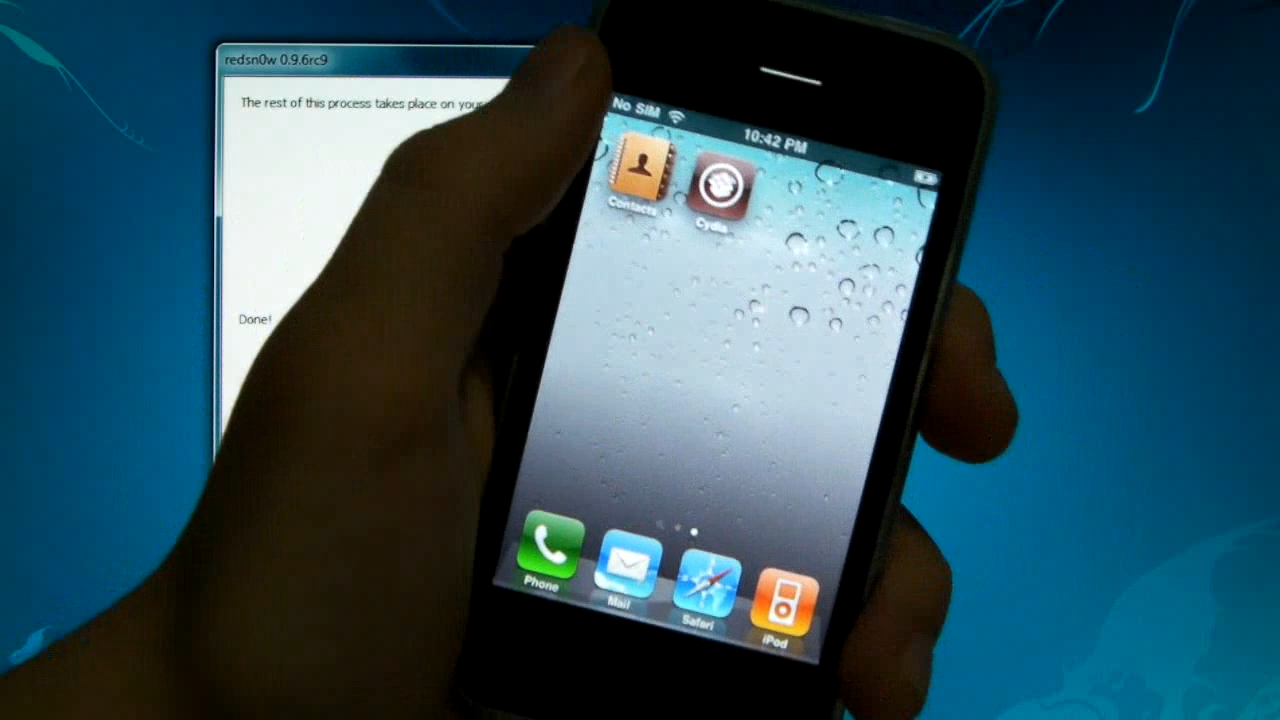 redsn0w 0.9.6rc9
The rest of this process takes place on your
Done!
No SIM
10:42 PM
Contacts
Cydia
Phone
Mail
Safari
iPod